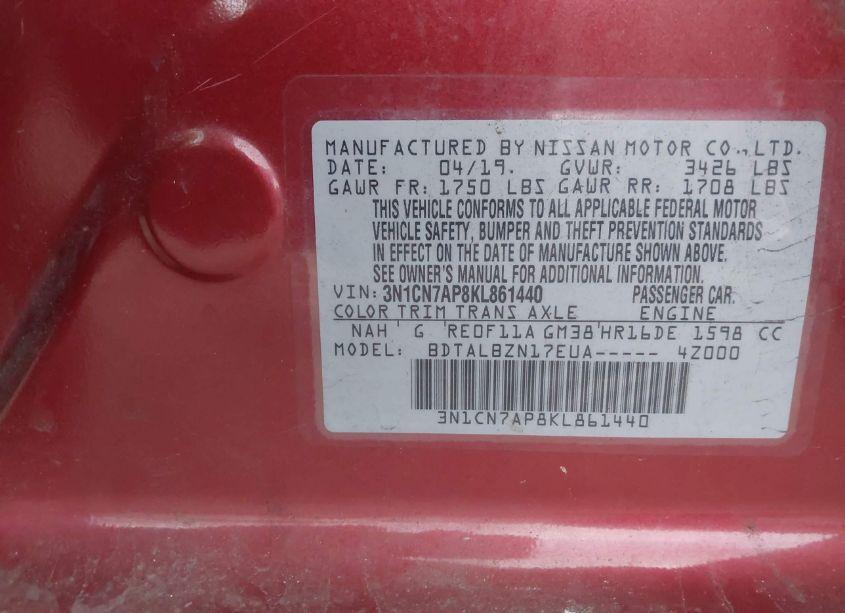 MANUFACTURED BY NISSAN MOTOR CO.,LTD.
DATE: 04/19. GVWR: 3426 LBS
GAWR FR: 1750 LBS GAWR RR: 1708 LBS
THIS VEHICLE CONFORMS TO ALL APPLICABLE FEDERAL MOTOR
VEHICLE SAFETY, BUMPER AND THEFT PREVENTION STANDARDS
IN EFFECT ON THE DATE OF MANUFACTURE SHOWN ABOVE.
SEE OWNER'S MANUAL FOR ADDITIONAL INFORMATION.
VIN: 3N1CN7AP8KL861440 PASSENGER CAR.
COLOR TRIM TRANS AXLE ENGINE
NAH G RE0F11A GM38 HR16DE 1598 CC
MODEL: BDTALBZN17EUA----- 4Z000
3N1CN7AP8KL861440